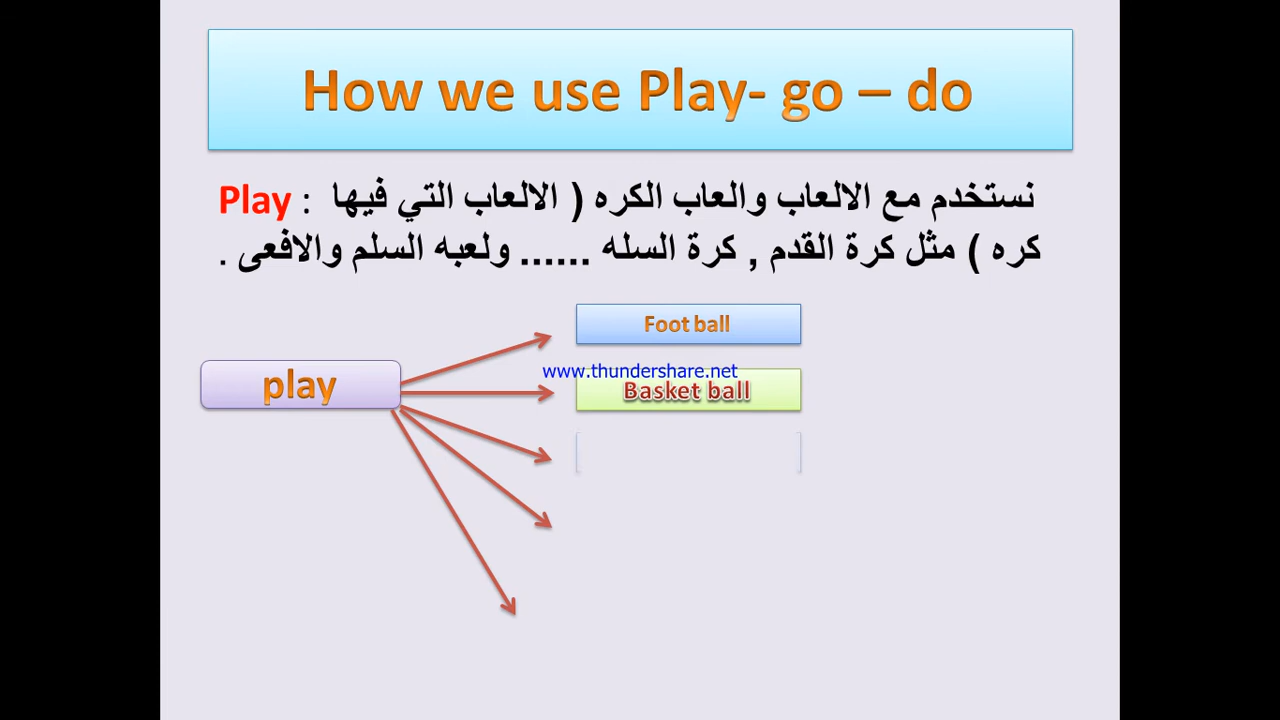 How we use Play- go – do
Play : نستخدم مع الالعاب والعاب الكره ( الالعاب التي فيها
كره ) مثل كرة القدم , كرة السله ...... ولعبه السلم والافعى .
Foot ball
play
www.thundershare.net
Basket ball